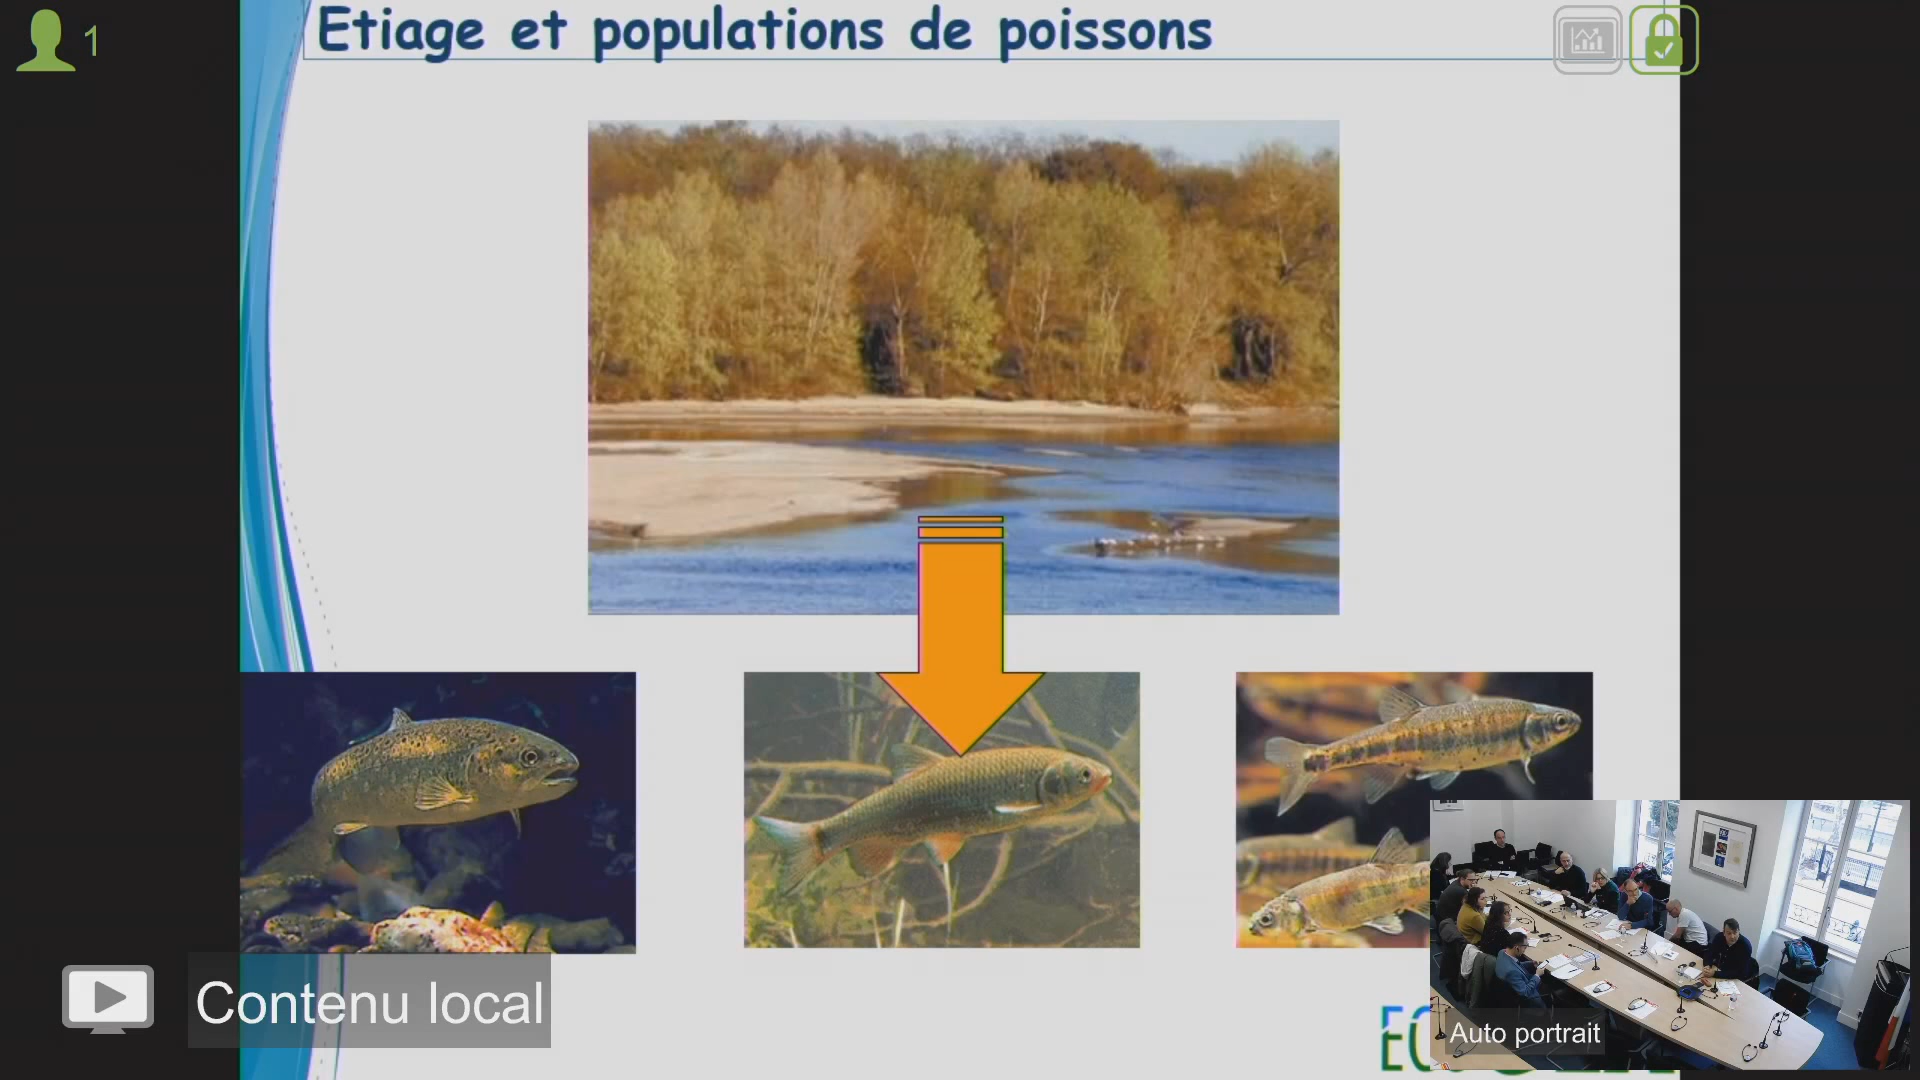 1
Etiage et populations de poissons
Contenu local
Auto portrait